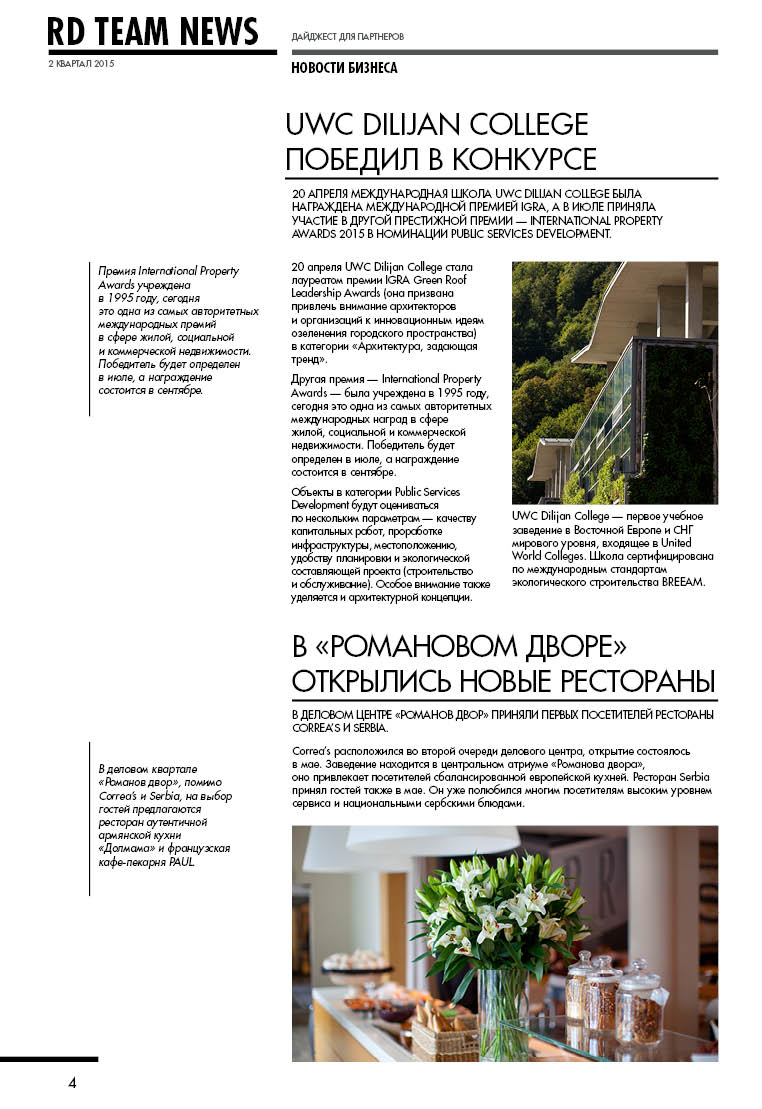 RD TEAM NEWS
ДАЙДЖЕСТ ДЛЯ ПАРТНЕРОВ
2 КВАРТАЛ 2015
НОВОСТИ БИЗНЕСА
UWC DILIJAN COLLEGE
ПОБЕДИЛ В КОНКУРСЕ
20 АПРЕЛЯ МЕЖДУНАРОДНАЯ ШКОЛА UWC DILIJAN COLLEGE БЫЛА
НАГРАЖДЕНА МЕЖДУНАРОДНОЙ ПРЕМИЕЙ IGRA, А В ИЮЛЕ ПРИНЯЛА
УЧАСТИЕ В ДРУГОЙ ПРЕСТИЖНОЙ ПРЕМИИ — INTERNATIONAL PROPERTY
AWARDS 2015 В НОМИНАЦИИ PUBLIC SERVICES DEVELOPMENT.
Премия International Property
Awards учреждена
в 1995 году, сегодня
это одна из самых авторитетных
международных премий
в сфере жилой, социальной
и коммерческой недвижимости.
Победитель будет определен
в июле, а награждение
состоится в сентябре.
20 апреля UWC Dilijan College стала
лауреатом премии IGRA Green Roof
Leadership Awards (она призвана
привлечь внимание архитекторов
и организаций к инновационным идеям
озеленения городского пространства)
в категории «Архитектура, задающая
тренд».
Другая премия — International Property
Awards — была учреждена в 1995 году,
сегодня это одна из самых авторитетных
международных наград в сфере
жилой, социальной и коммерческой
недвижимости. Победитель будет
определен в июле, а награждение
состоится в сентябре.
Объекты в категории Public Services
Development будут оцениваться
по нескольким параметрам — качеству
капитальных работ, проработке
инфраструктуры, местоположению,
удобству планировки и экологической
составляющей проекта (строительство
и обслуживание). Особое внимание также
уделяется и архитектурной концепции.
UWC Dilijan College — первое учебное
заведение в Восточной Европе и СНГ
мирового уровня, входящее в United
World Colleges. Школа сертифицирована
по международным стандартам
экологического строительства BREEAM.
В «РОМАНОВОМ ДВОРЕ»
ОТКРЫЛИСЬ НОВЫЕ РЕСТОРАНЫ
В ДЕЛОВОМ ЦЕНТРЕ «РОМАНОВ ДВОР» ПРИНЯЛИ ПЕРВЫХ ПОСЕТИТЕЛЕЙ РЕСТОРАНЫ
CORREA'S И SERBIA.
В деловом квартале
«Романов двор», помимо
Correa's и Serbia, на выбор
гостей предлагаются
ресторан аутентичной
армянской кухни
«Долмама» и французская
кафе-пекарня PAUL.
Correa's расположился во второй очереди делового центра, открытие состоялось
в мае. Заведение находится в центральном атриуме «Романова двора»,
оно привлекает посетителей сбалансированной европейской кухней. Ресторан Serbia
принял гостей также в мае. Он уже полюбился многим посетителям высоким уровнем
сервиса и национальными сербскими блюдами.
4